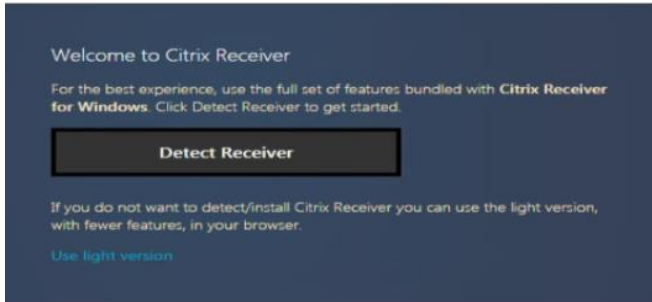 Welcome to Citrix Receiver
For the best experience, use the full set of features bundled with Citrix Receiver
for Windows. Click Detect Receiver to get started.
Detect Receiver
If you do not want to detect/install Citrix Receiver you can use the light version,
with fewer features, in your browser.
Use light version